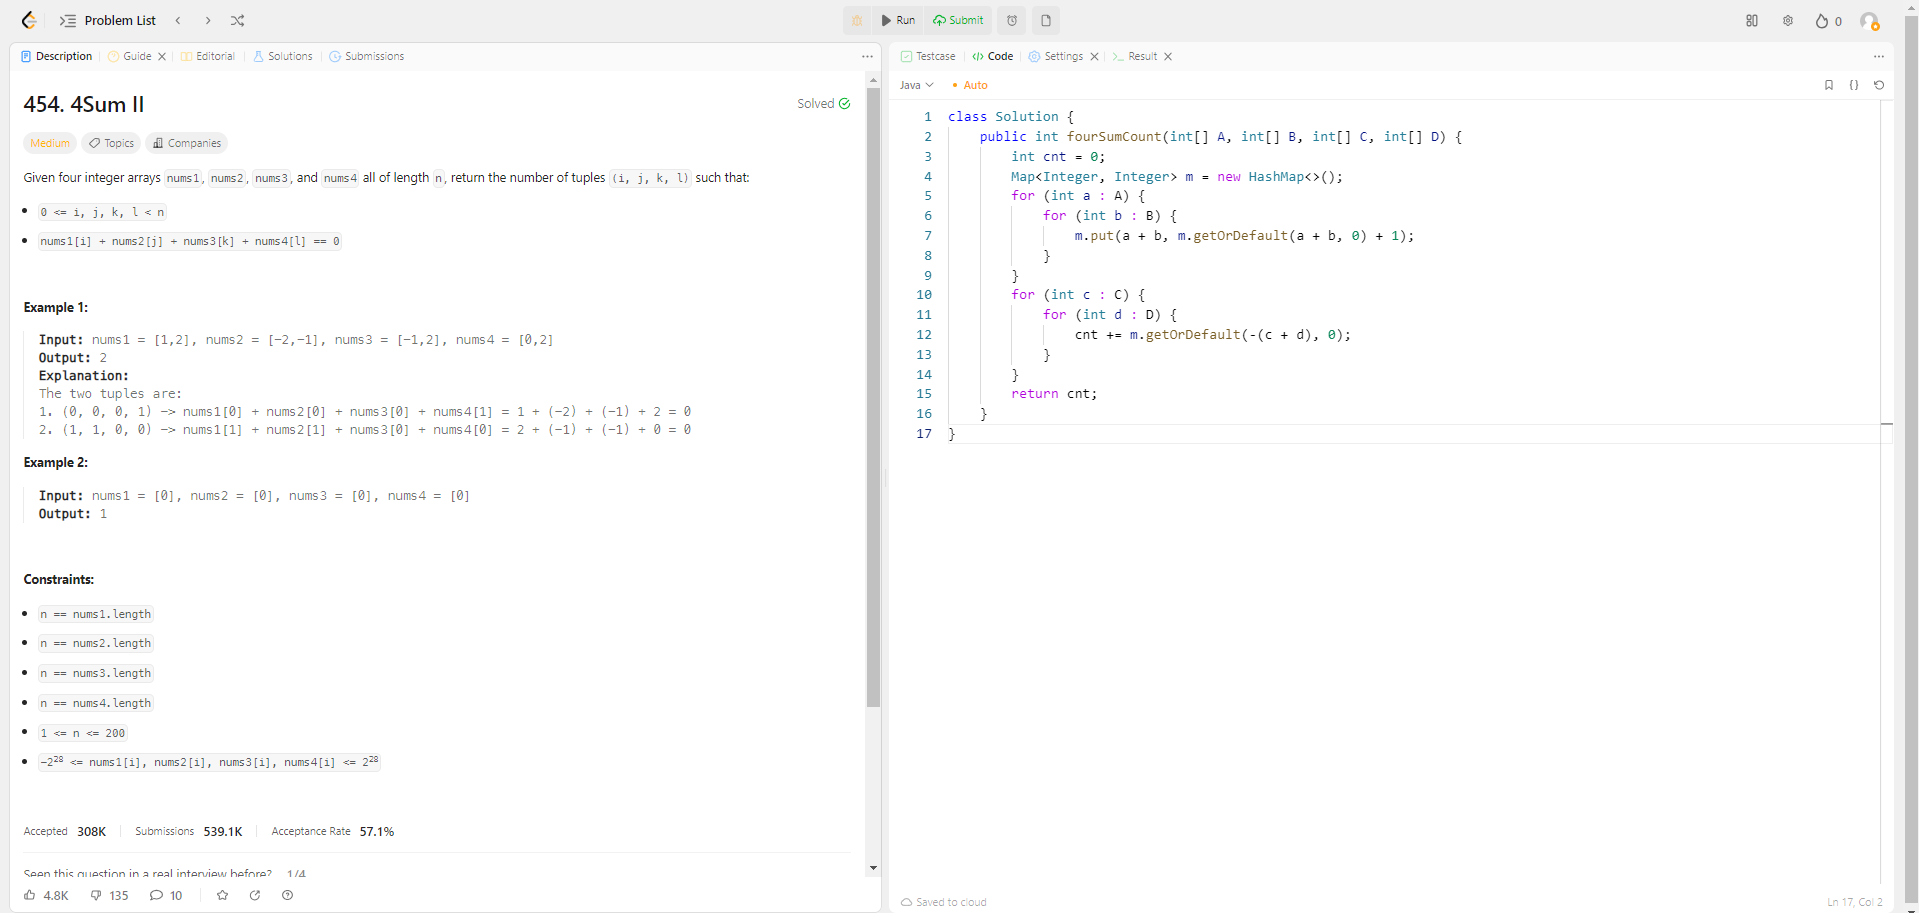 Problem List
Run
Submit
0
Description
Guide
Editorial
Solutions
Submissions
454. 4Sum II
Solved
Medium
Topics
Companies
Given four integer arrays nums1, nums2, nums3, and nums4 all of length n, return the number of tuples (i, j, k, l) such that:
0 <= i, j, k, l < n
nums1[i] + nums2[j] + nums3[k] + nums4[l] == 0
Example 1:
Input: nums1 = [1,2], nums2 = [-2,-1], nums3 = [-1,2], nums4 = [0,2]
Output: 2
Explanation:
The two tuples are:
1. (0, 0, 0, 1) -> nums1[0] + nums2[0] + nums3[0] + nums4[1] = 1 + (-2) + (-1) + 2 = 0
2. (1, 1, 0, 0) -> nums1[1] + nums2[1] + nums3[0] + nums4[0] = 2 + (-1) + (-1) + 0 = 0
Example 2:
Input: nums1 = [0], nums2 = [0], nums3 = [0], nums4 = [0]
Output: 1
Constraints:
n == nums1.length
n == nums2.length
n == nums3.length
n == nums4.length
1 <= n <= 200
-2²⁸ <= nums1[i], nums2[i], nums3[i], nums4[i] <= 2²⁸
Accepted 308K
Submissions 539.1K
Acceptance Rate 57.1%
Seen this question in a real interview before? 1/4
4.8K
135
10
Testcase
Code
Settings
Result
Java
Auto
1 class Solution {
2 public int fourSumCount(int[] A, int[] B, int[] C, int[] D) {
3 int cnt = 0;
4 Map<Integer, Integer> m = new HashMap<>();
5 for (int a : A) {
6 for (int b : B) {
7 m.put(a + b, m.getOrDefault(a + b, 0) + 1);
8 }
9 }
10 for (int c : C) {
11 for (int d : D) {
12 cnt += m.getOrDefault(-(c + d), 0);
13 }
14 }
15 return cnt;
16 }
17 }
Saved to cloud
Ln 17, Col 2